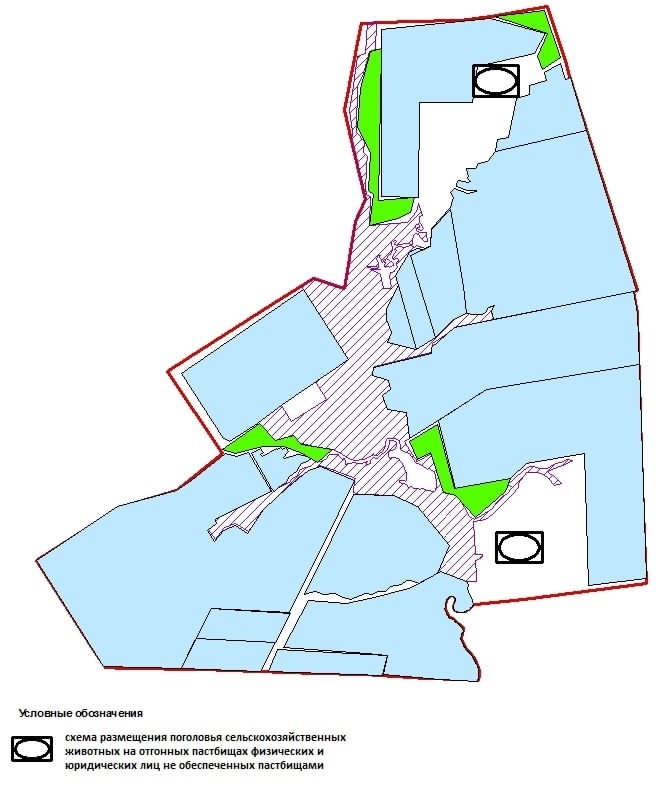 Условные обозначения
схема размещения поголовья сельскохозяйственных
животных на отгонных пастбищах физических и
юридических лиц не обеспеченных пастбищами